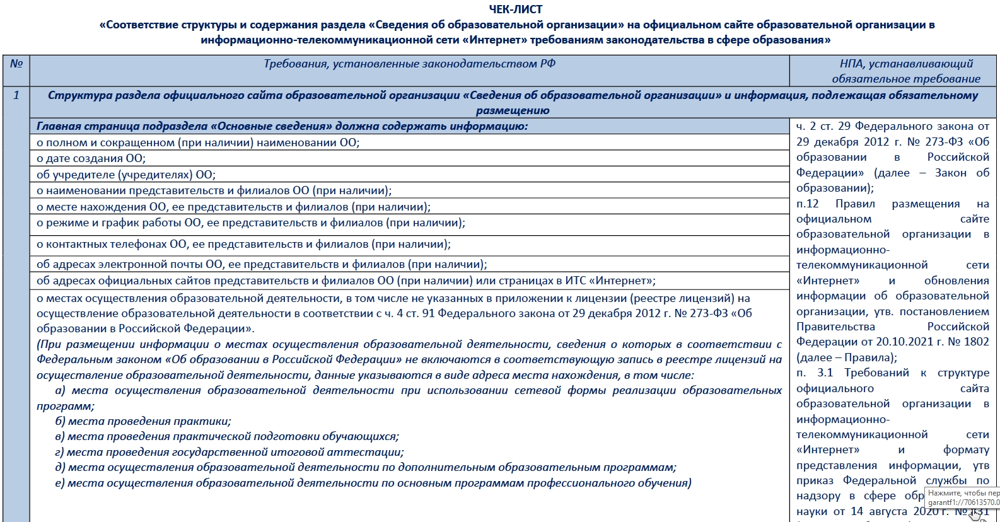 ЧЕК-ЛИСТ
«Соответствие структуры и содержания раздела «Сведения об образовательной организации» на официальном сайте образовательной организации в
информационно-телекоммуникационной сети «Интернет» требованиям законодательства в сфере образования»
№
Требования, установленные законодательством РФ
НПА, устанавливающий
обязательное требование
1
Структура раздела официального сайта образовательной организации «Сведения об образовательной организации» и информация, подлежащая обязательному
размещению
Главная страница подраздела «Основные сведения» должна содержать информацию:
о полном и сокращенном (при наличии) наименовании ОО;
о дате создания ОО;
об учредителе (учредителях) ОО;
о наименовании представительств и филиалов ОО (при наличии);
о месте нахождения ОО, ее представительств и филиалов (при наличии);
о режиме и график работы ОО, ее представительств и филиалов (при наличии);
о контактных телефонах ОО, ее представительств и филиалов (при наличии);
об адресах электронной почты ОО, ее представительств и филиалов (при наличии);
об адресах официальных сайтов представительств и филиалов ОО (при наличии) или страницах в ИТС «Интернет»;
о местах осуществления образовательной деятельности, в том числе не указанных в приложении к лицензии (реестре лицензий) на
осуществление образовательной деятельности в соответствии с ч. 4 ст. 91 Федерального закона от 29 декабря 2012 г. № 273-ФЗ «Об
образовании в Российской Федерации».
(При размещении информации о местах осуществления образовательной деятельности, сведения о которых в соответствии с
Федеральным законом «Об образовании в Российской Федерации» не включаются в соответствующую запись в реестре лицензий на
осуществление образовательной деятельности, данные указываются в виде адреса места нахождения, в том числе:
а) места осуществления образовательной деятельности при использовании сетевой формы реализации образовательных
программ;
б) места проведения практики;
в) места проведения практической подготовки обучающихся;
г) места проведения государственной итоговой аттестации;
д) места осуществления образовательной деятельности по дополнительным образовательным программам;
е) места осуществления образовательной деятельности по основным программам профессионального обучения)
ч. 2 ст. 29 Федерального закона от
29 декабря 2012 г. № 273-ФЗ «Об
образовании в Российской
Федерации» (далее – Закон об
образовании);
п.12 Правил размещения на
официальном сайте
образовательной организации в
информационно-
телекоммуникационной сети
«Интернет» и обновления
информации об образовательной
организации, утв. постановлением
Правительства Российской
Федерации от 20.10.2021 г. № 1802
(далее – Правила);
п. 3.1 Требований к структуре
официального сайта
образовательной организации в
информационно-
телекоммуникационной сети
«Интернет» и формату
представления информации, утв
приказ Федеральной службы по
надзору в сфере обр
науки от 14 августа 2020 г. № 831
Нажмите, чтобы пер
garantf1://70613570.0